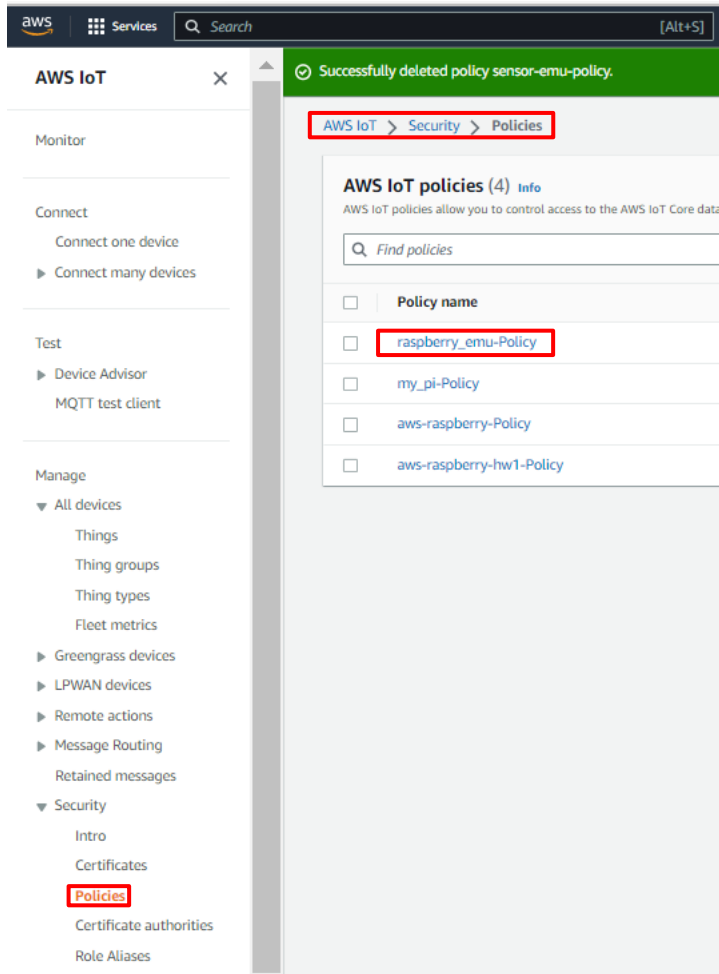 aws Services Search [Alt+S]
AWS IoT
Monitor
Connect
Connect one device
Connect many devices
Test
Device Advisor
MQTT test client
Manage
All devices
Things
Thing groups
Thing types
Fleet metrics
Greengrass devices
LPWAN devices
Remote actions
Message Routing
Retained messages
Security
Intro
Certificates
Policies
Certificate authorities
Role Aliases
Successfully deleted policy sensor-emu-policy.
AWS IoT > Security > Policies
AWS IoT policies (4) Info
AWS IoT policies allow you to control access to the AWS IoT Core data
Find policies
Policy name
raspberry_emu-Policy
my_pi-Policy
aws-raspberry-Policy
aws-raspberry-hw1-Policy